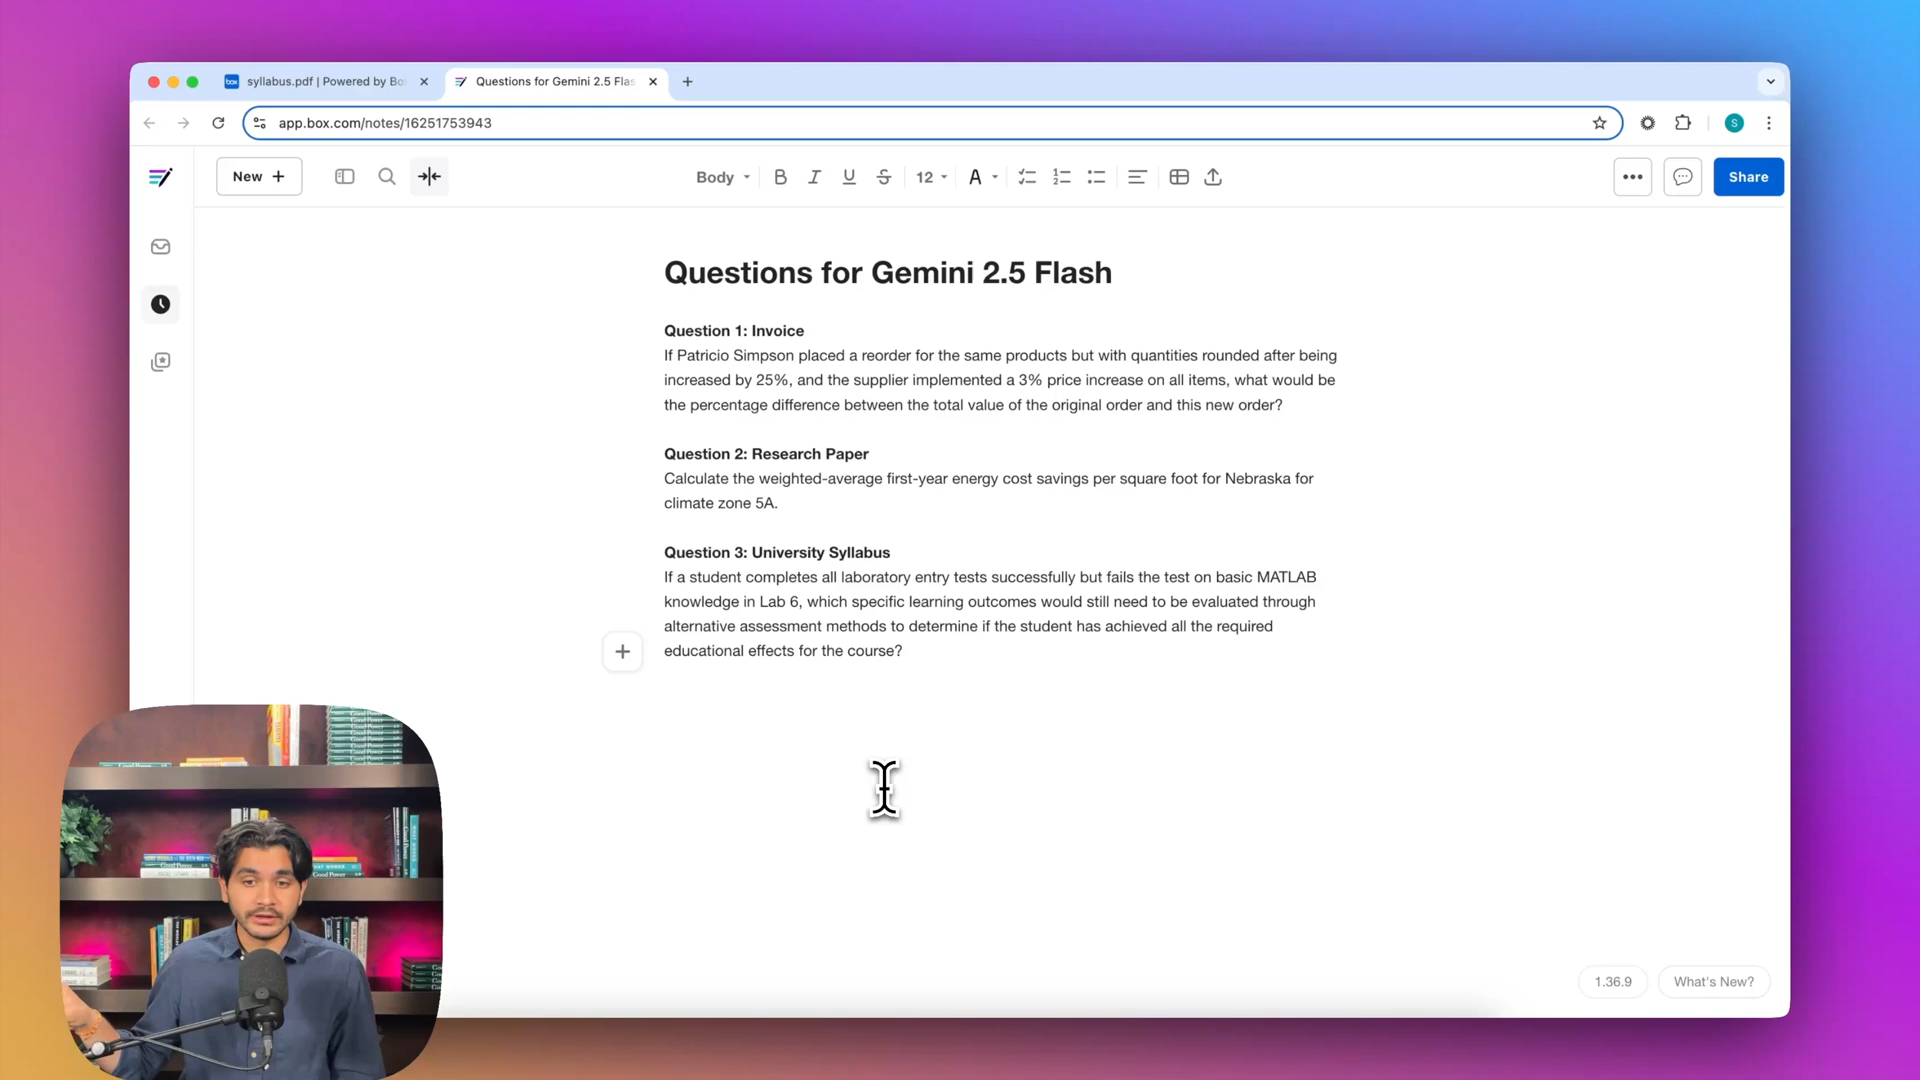 box syllabus.pdf | Powered by Bo
Questions for Gemini 2.5 Flas
app.box.com/notes/16251753943
S
New +
Body
B I U S
12
A
Share
Questions for Gemini 2.5 Flash
Question 1: Invoice
If Patricio Simpson placed a reorder for the same products but with quantities rounded after being
increased by 25%, and the supplier implemented a 3% price increase on all items, what would be
the percentage difference between the total value of the original order and this new order?
Question 2: Research Paper
Calculate the weighted-average first-year energy cost savings per square foot for Nebraska for
climate zone 5A.
Question 3: University Syllabus
If a student completes all laboratory entry tests successfully but fails the test on basic MATLAB
knowledge in Lab 6, which specific learning outcomes would still need to be evaluated through
alternative assessment methods to determine if the student has achieved all the required
educational effects for the course?
Good Power
Good Power
Good Power
1.36.9
What's New?